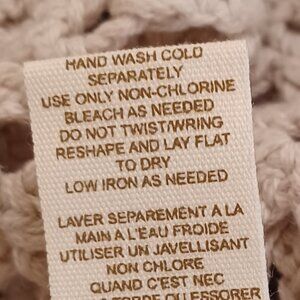 HAND WASH COLD
SEPARATELY
USE ONLY NON-CHLORINE
BLEACH AS NEEDED
DO NOT TWIST/WRING
RESHAPE AND LAY FLAT
TO DRY
LOW IRON AS NEEDED
LAVER SEPAREMENT A LA
MAIN A L'EAU FROIDE
UTILISER UN JAVELLISANT
NON CHLORE
QUAND C'EST NEC